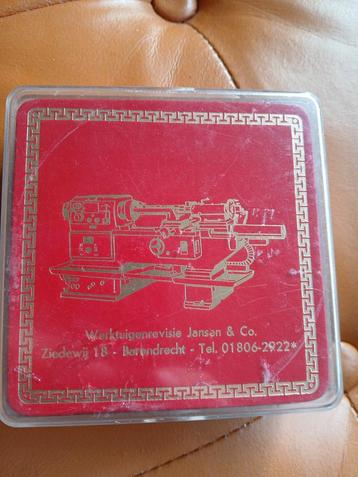 Werktuigenrevisie Jansen & Co.
Ziedewij 18 - Barendrecht - Tel. 01806-2922*